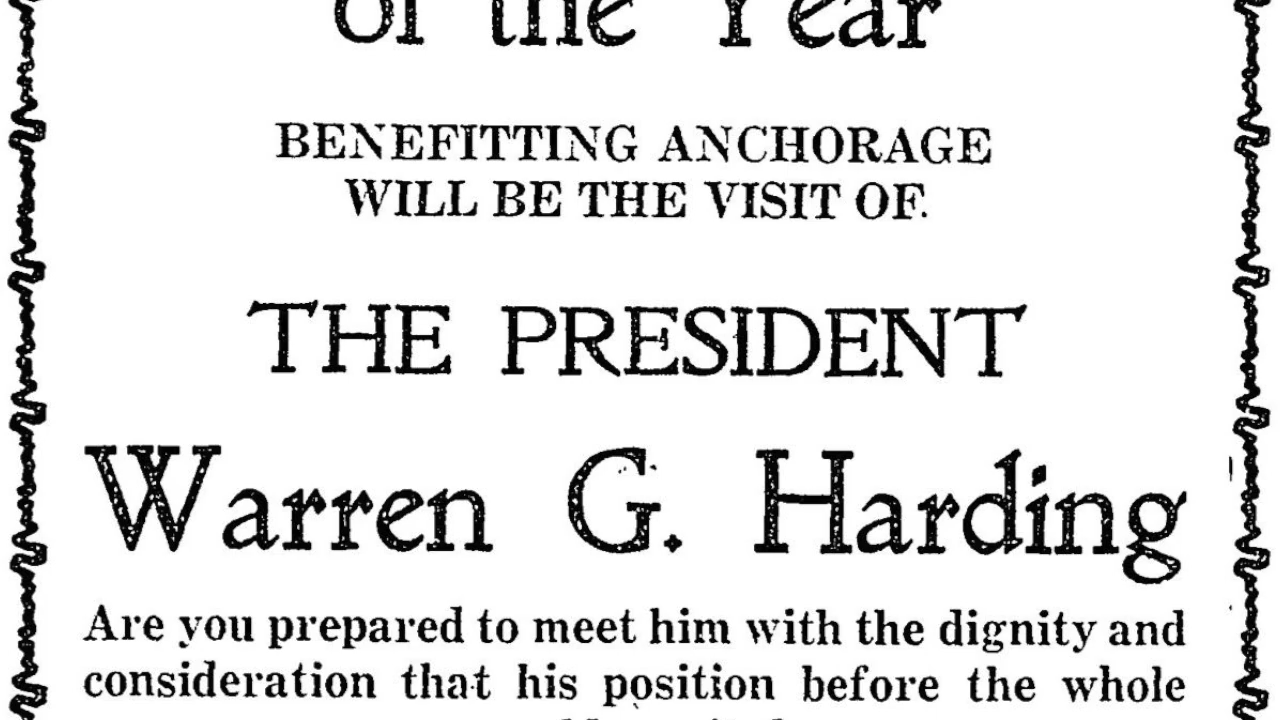 of the Year
BENEFITTING ANCHORAGE
WILL BE THE VISIT OF.
THE PRESIDENT
Warren G. Harding
Are you prepared to meet him with the dignity and
consideration that his position before the whole